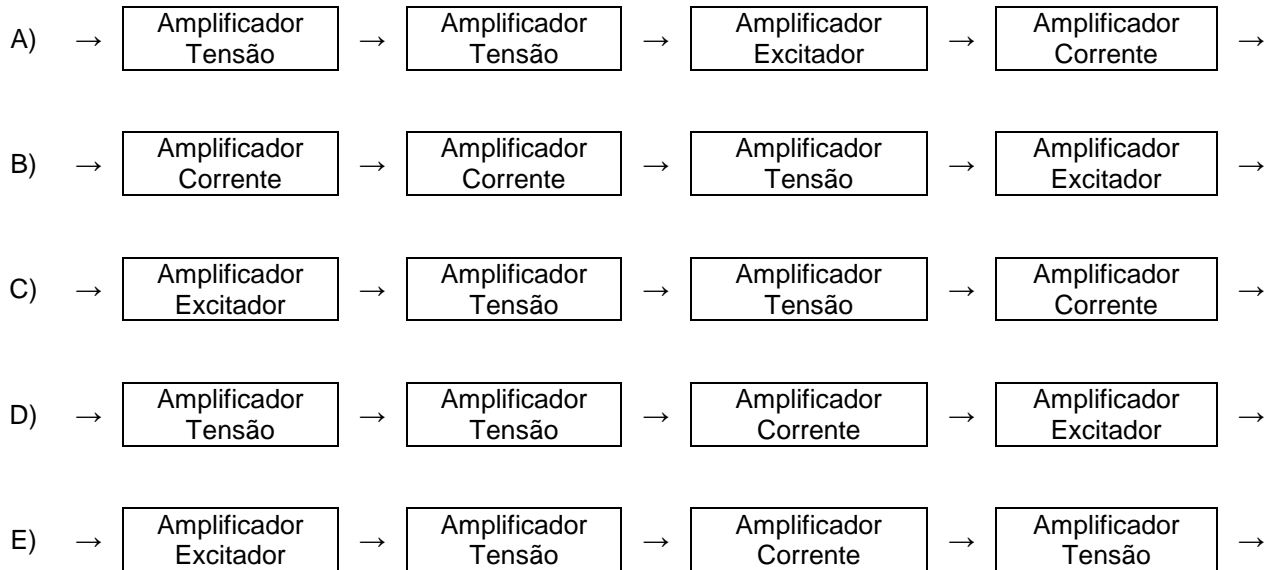 A) → Amplificador Tensão → Amplificador Tensão → Amplificador Excitador → Amplificador Corrente →
B) → Amplificador Corrente → Amplificador Corrente → Amplificador Tensão → Amplificador Excitador →
C) → Amplificador Excitador → Amplificador Tensão → Amplificador Tensão → Amplificador Corrente →
D) → Amplificador Tensão → Amplificador Tensão → Amplificador Corrente → Amplificador Excitador →
E) → Amplificador Excitador → Amplificador Tensão → Amplificador Corrente → Amplificador Tensão →